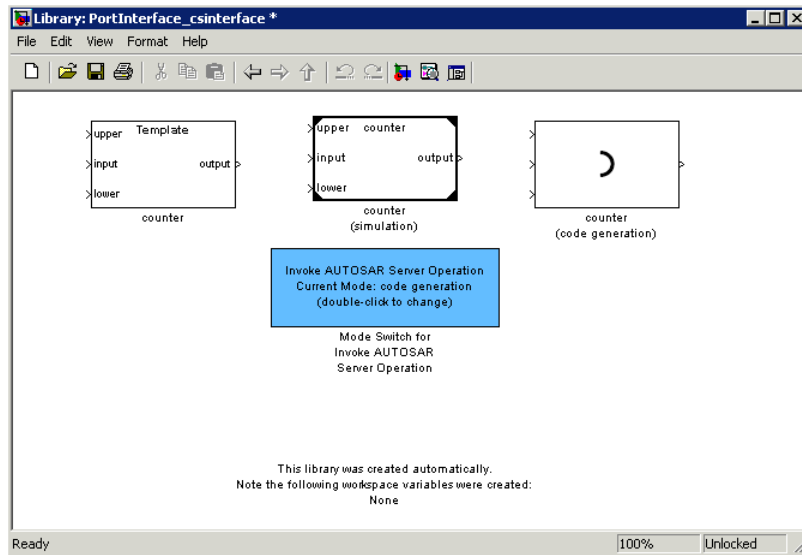 Library: PortInterface_csinterface *
File Edit View Format Help
upper Template
input output
lower
counter
upper counter
input output
lower
counter
(simulation)
counter
(code generation)
Invoke AUTOSAR Server Operation
Current Mode: code generation
(double-click to change)
Mode Switch for
Invoke AUTOSAR
Server Operation
This library was created automatically.
Note the following workspace variables were created:
None
Ready 100% Unlocked